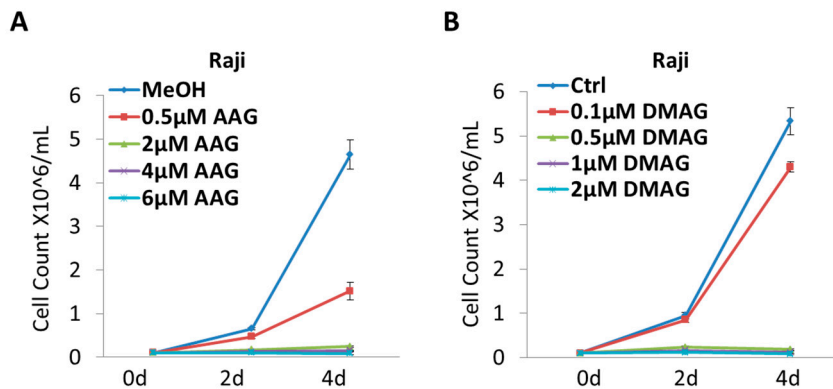 A
Raji
MeOH
0.5µM AAG
2µM AAG
4µM AAG
6µM AAG
Cell Count X10^6/mL
6
5
4
3
2
1
0
0d 2d 4d
B
Raji
Ctrl
0.1µM DMAG
0.5µM DMAG
1µM DMAG
2µM DMAG
Cell Count X10^6/mL
6
5
4
3
2
1
0
0d 2d 4d